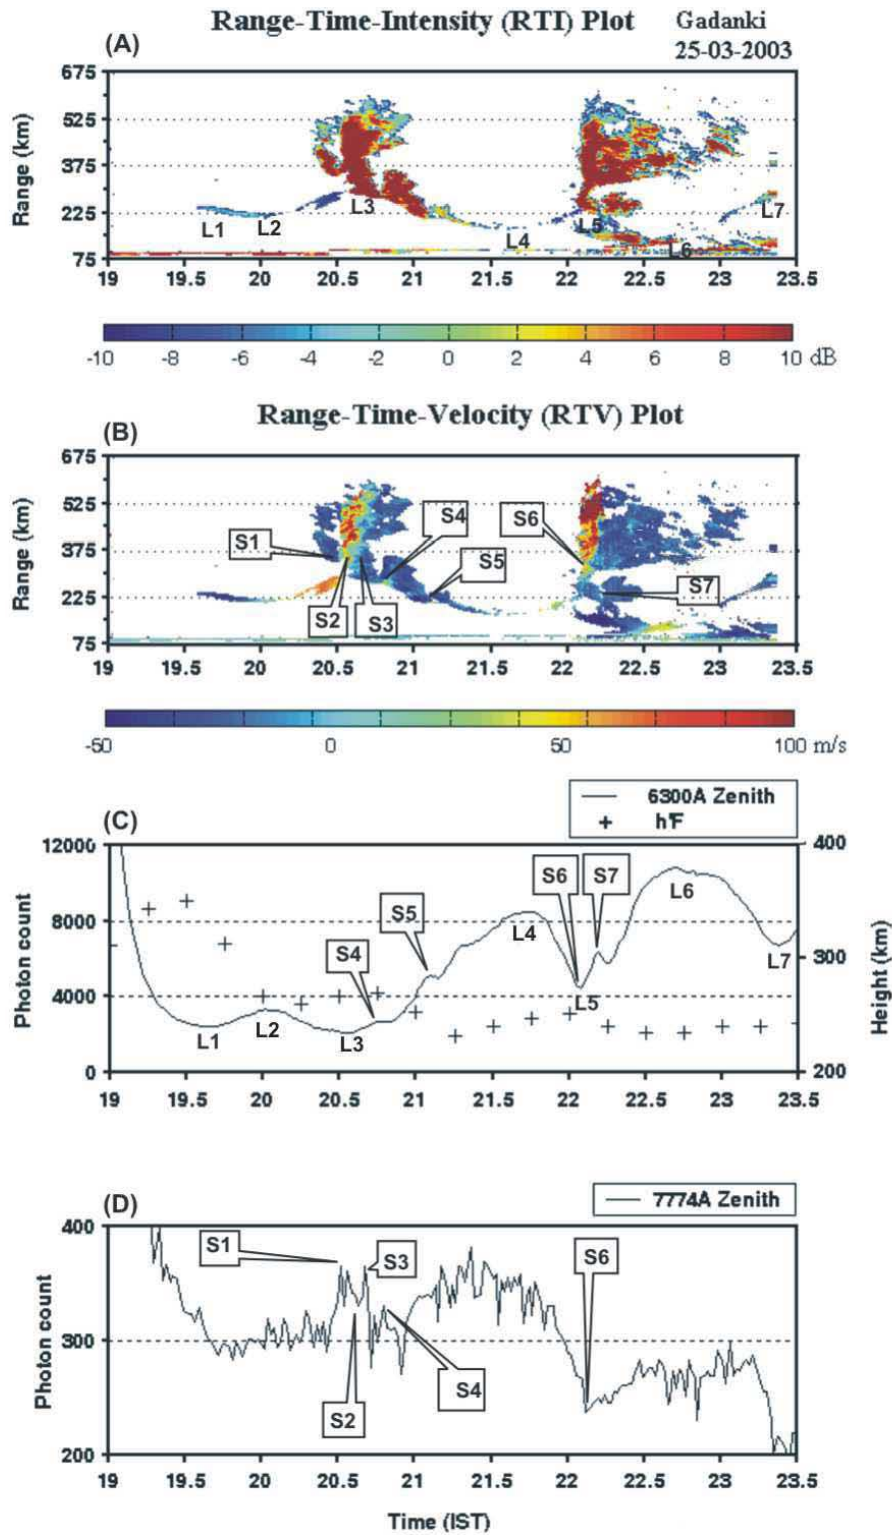 Range-Time-Intensity (RTI) Plot
Gadanki
25-03-2003
(A)
675
525
375
225
75
Range (km)
L1 L2 L3 L4 L5 L6 L7
19 19.5 20 20.5 21 21.5 22 22.5 23 23.5
-10 -8 -6 -4 -2 0 2 4 6 8 10 dB
Range-Time-Velocity (RTV) Plot
(B)
675
525
375
225
75
Range (km)
S1 S2 S3 S4 S5 S6 S7
19 19.5 20 20.5 21 21.5 22 22.5 23 23.5
-50 0 50 100 m/s
(C)
6300A Zenith
h'F
12000
8000
4000
0
Photon count
400
300
200
Height (km)
S4 S5 S6 S7
L1 L2 L3 L4 L5 L6 L7
19 19.5 20 20.5 21 21.5 22 22.5 23 23.5
(D)
7774A Zenith
400
300
200
Photon count
S1 S2 S3 S4 S6
19 19.5 20 20.5 21 21.5 22 22.5 23 23.5
Time (IST)